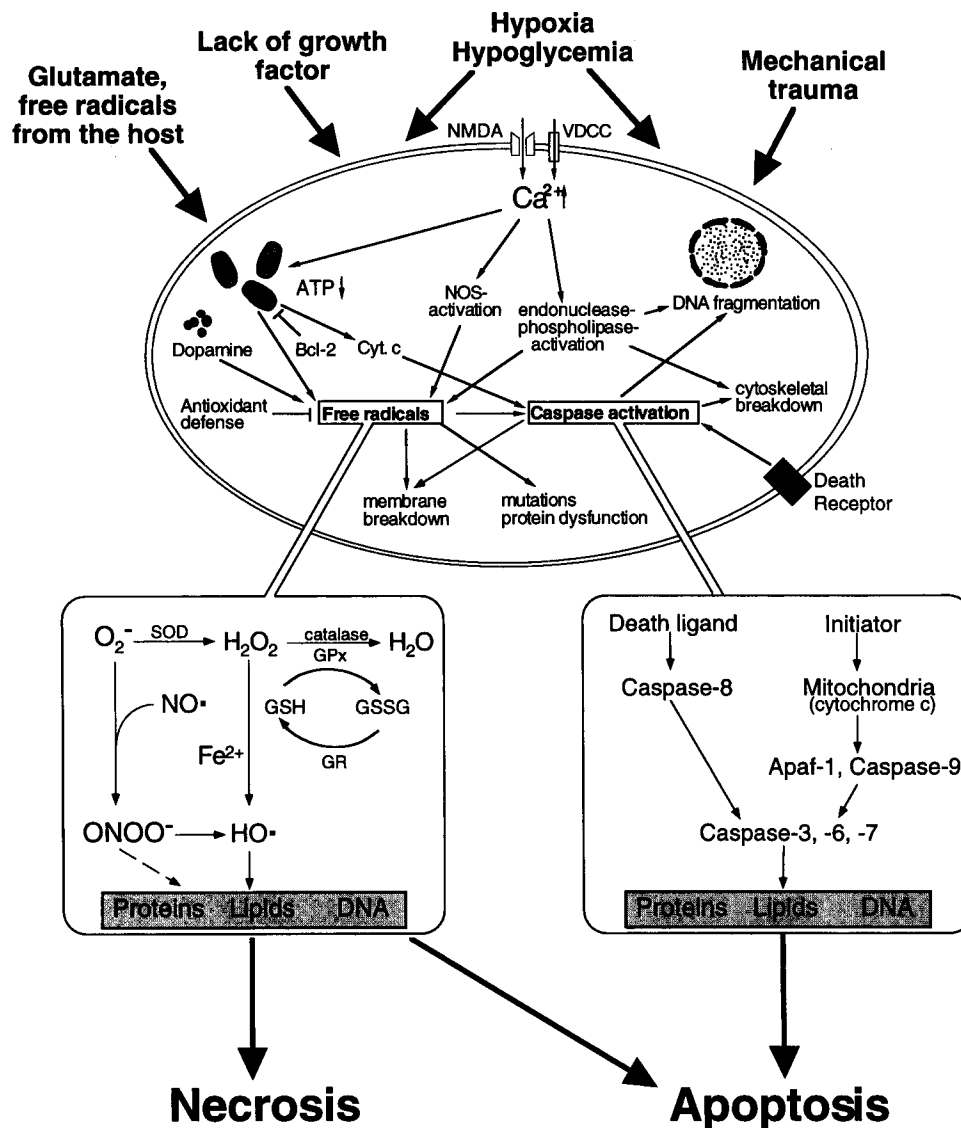 Hypoxia
Hypoglycemia
Lack of growth
factor
Glutamate,
free radicals
from the host
Mechanical
trauma
NMDA
VDCC
Ca²⁺
ATP
NOS-
activation
endonuclease-
phospholipase-
activation
DNA fragmentation
Dopamine
Bcl-2
Cyt. c
Antioxidant
defense
Free radicals
Caspase activation
cytoskeletal
breakdown
membrane
breakdown
mutations
protein dysfunction
Death
Receptor
O₂⁻
SOD
H₂O₂
catalase
GPx
H₂O
NO•
GSH
GSSG
GR
Fe²⁺
ONOO⁻
HO•
Proteins Lipids DNA
Death ligand
Initiator
Caspase-8
Mitochondria
(cytochrome c)
Apaf-1, Caspase-9
Caspase-3, -6, -7
Proteins Lipids DNA
Necrosis
Apoptosis